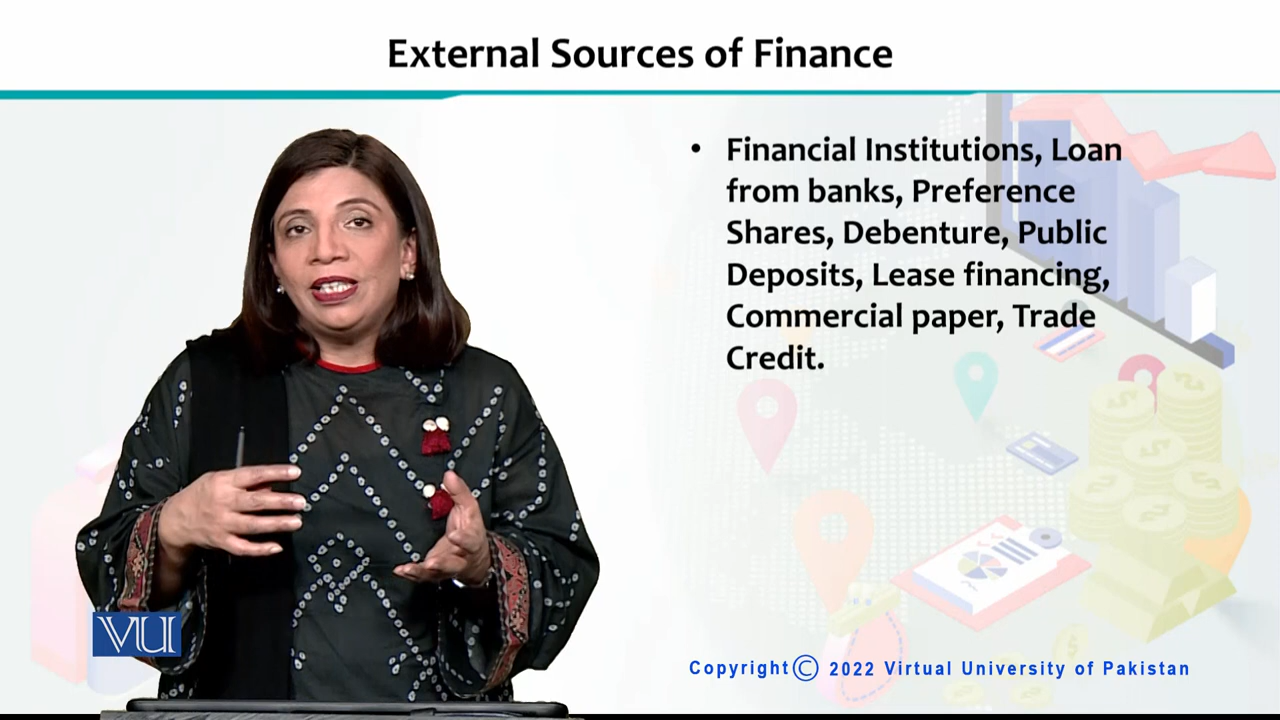 External Sources of Finance
• Financial Institutions, Loan
from banks, Preference
Shares, Debenture, Public
Deposits, Lease financing,
Commercial paper, Trade
Credit.
VU
Copyright© 2022 Virtual University of Pakistan